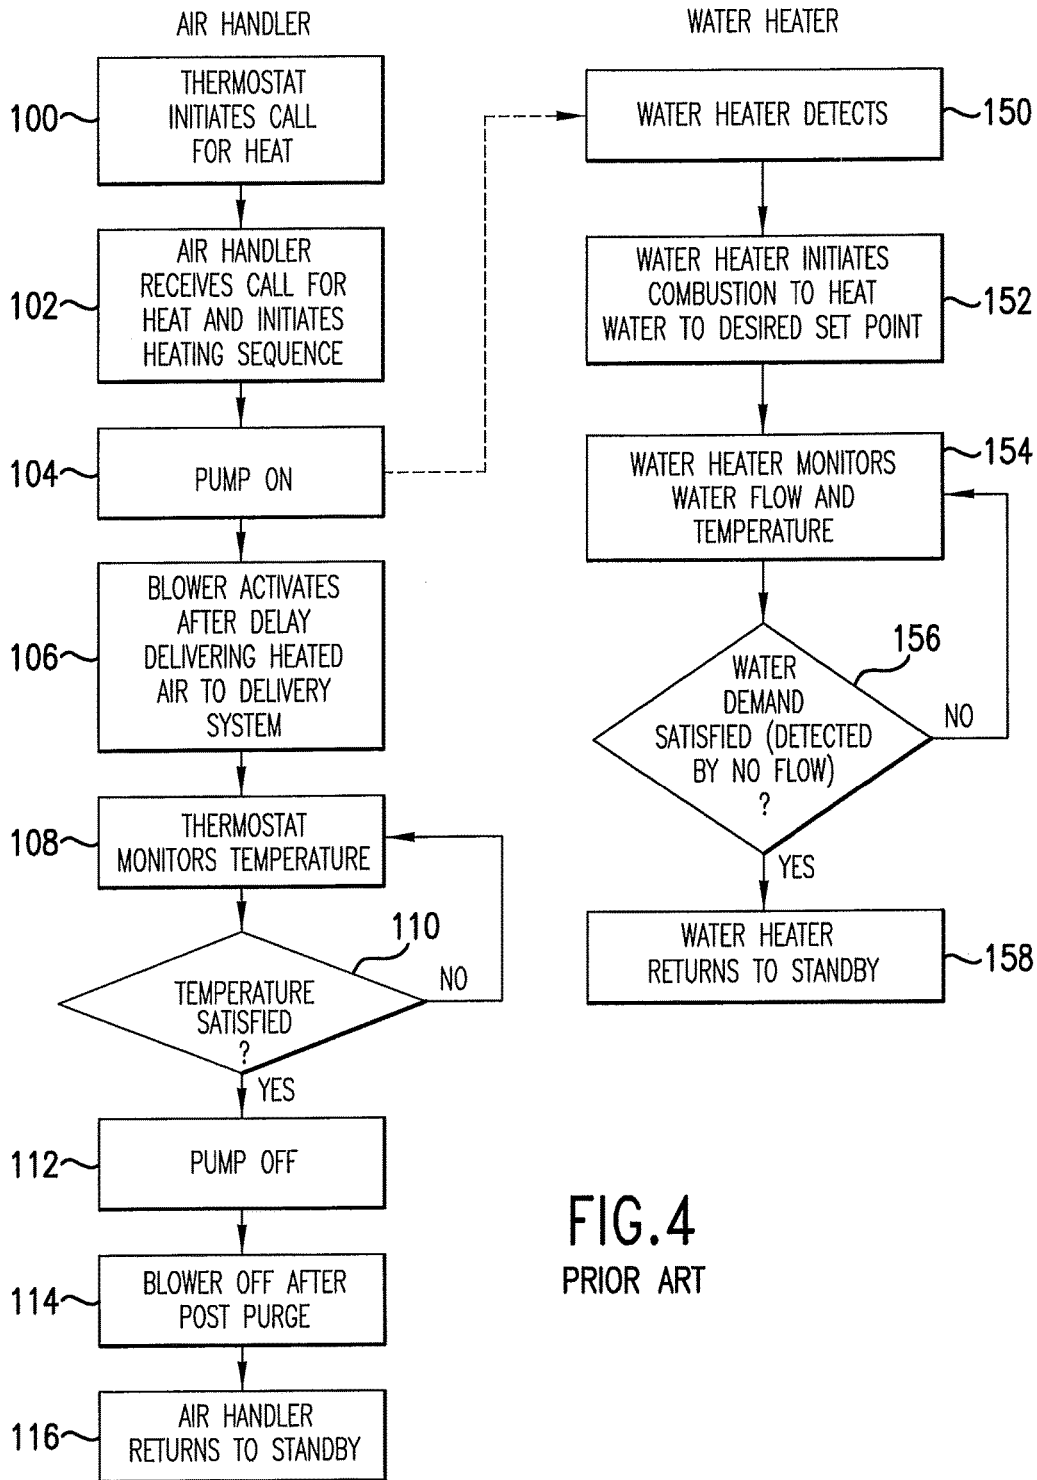 AIR HANDLER
100
THERMOSTAT
INITIATES CALL
FOR HEAT
102
AIR HANDLER
RECEIVES CALL FOR
HEAT AND INITIATES
HEATING SEQUENCE
104
PUMP ON
106
BLOWER ACTIVATES
AFTER DELAY
DELIVERING HEATED
AIR TO DELIVERY
SYSTEM
108
THERMOSTAT
MONITORS TEMPERATURE
110
TEMPERATURE
SATISFIED
?
NO
YES
112
PUMP OFF
114
BLOWER OFF AFTER
POST PURGE
116
AIR HANDLER
RETURNS TO STANDBY
WATER HEATER
WATER HEATER DETECTS
150
WATER HEATER INITIATES
COMBUSTION TO HEAT
WATER TO DESIRED SET POINT
152
WATER HEATER MONITORS
WATER FLOW AND
TEMPERATURE
154
156
WATER
DEMAND
SATISFIED (DETECTED
BY NO FLOW)
?
NO
YES
WATER HEATER
RETURNS TO STANDBY
158
FIG.4
PRIOR ART